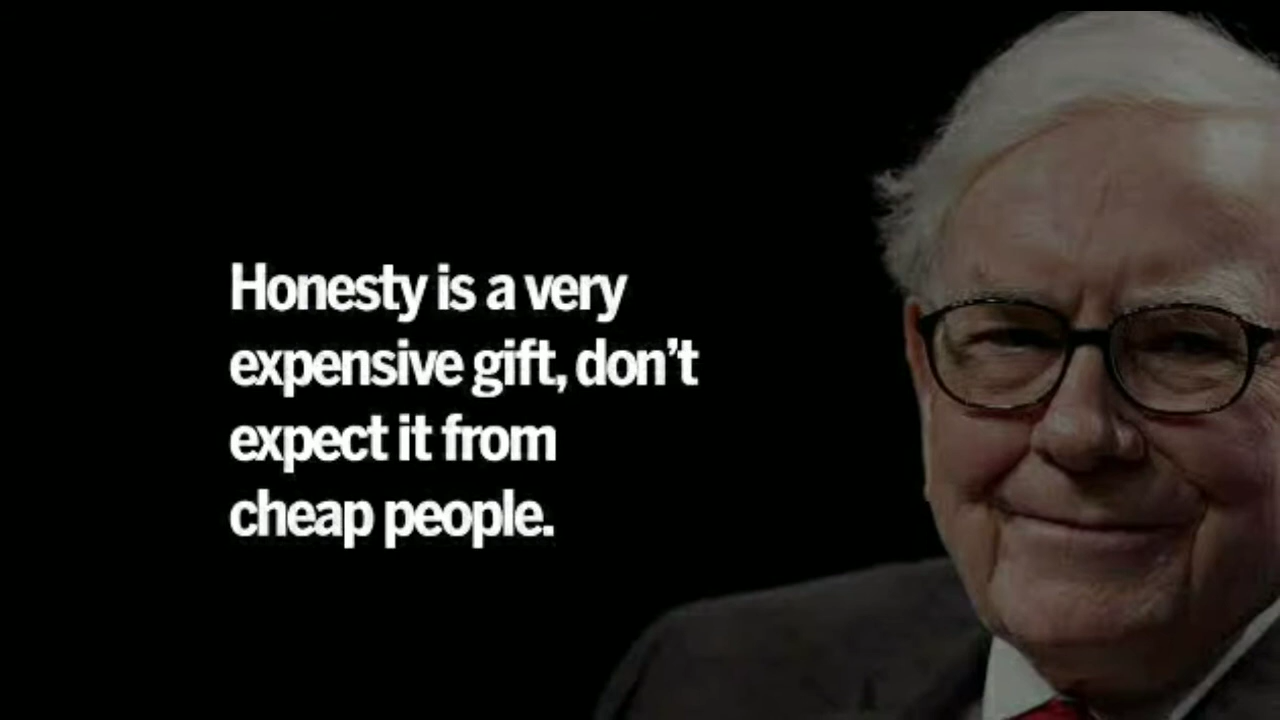 Honesty is a very
expensive gift, don’t
expect it from
cheap people.